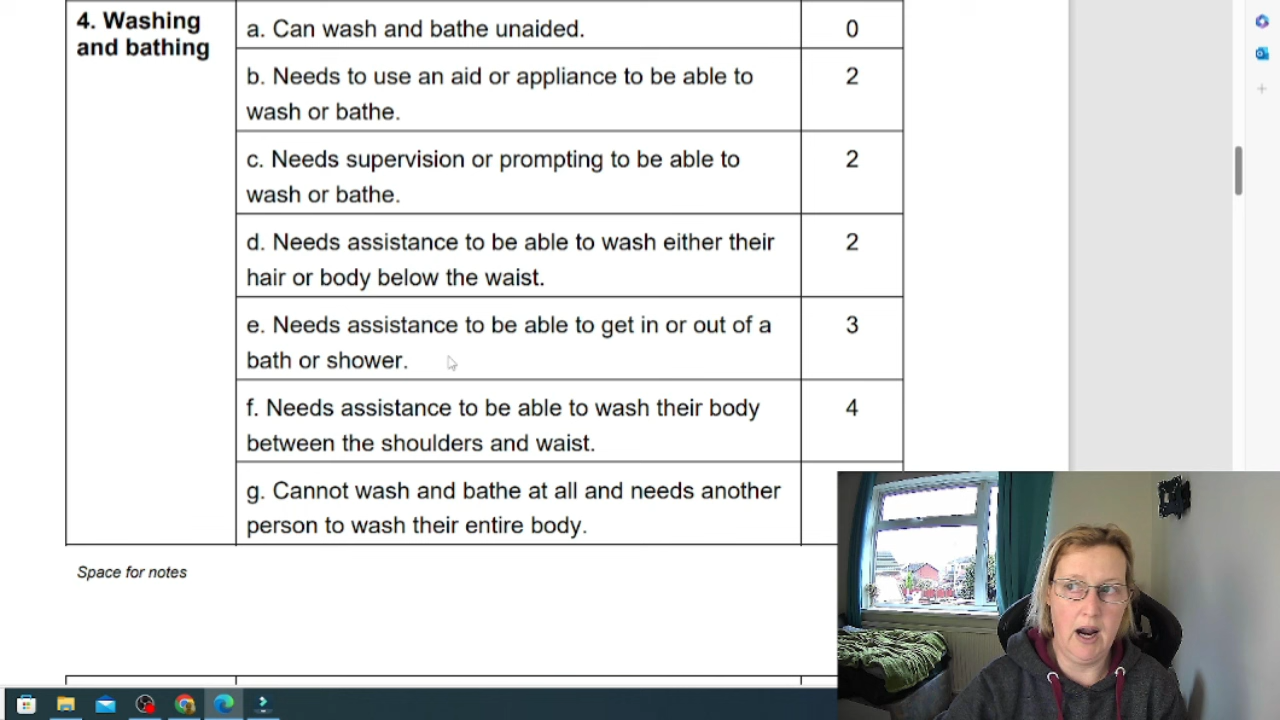 4. Washing
and bathing
a. Can wash and bathe unaided.
0
b. Needs to use an aid or appliance to be able to
wash or bathe.
2
c. Needs supervision or prompting to be able to
wash or bathe.
2
d. Needs assistance to be able to wash either their
hair or body below the waist.
2
e. Needs assistance to be able to get in or out of a
bath or shower.
3
f. Needs assistance to be able to wash their body
between the shoulders and waist.
4
g. Cannot wash and bathe at all and needs another
person to wash their entire body.
Space for notes